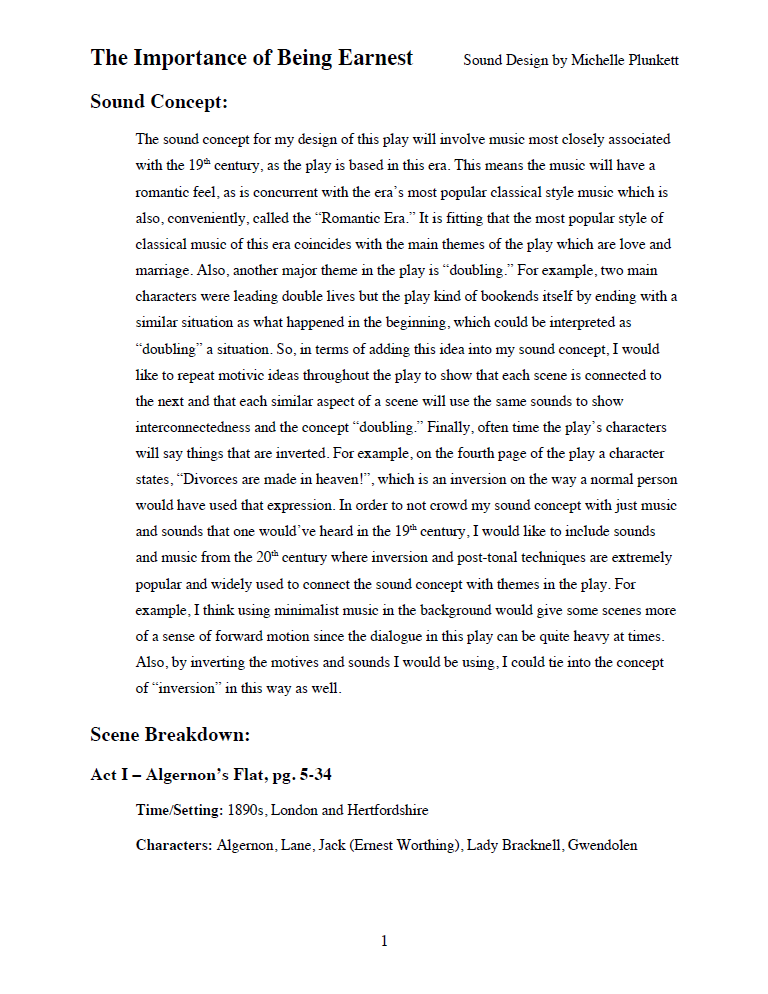 The Importance of Being Earnest Sound Design by Michelle Plunkett
Sound Concept:
The sound concept for my design of this play will involve music most closely associated
with the 19th century, as the play is based in this era. This means the music will have a
romantic feel, as is concurrent with the era’s most popular classical style music which is
also, conveniently, called the “Romantic Era.” It is fitting that the most popular style of
classical music of this era coincides with the main themes of the play which are love and
marriage. Also, another major theme in the play is “doubling.” For example, two main
characters were leading double lives but the play kind of bookends itself by ending with a
similar situation as what happened in the beginning, which could be interpreted as
“doubling” a situation. So, in terms of adding this idea into my sound concept, I would
like to repeat motivic ideas throughout the play to show that each scene is connected to
the next and that each similar aspect of a scene will use the same sounds to show
interconnectedness and the concept “doubling.” Finally, often time the play’s characters
will say things that are inverted. For example, on the fourth page of the play a character
states, “Divorces are made in heaven!”, which is an inversion on the way a normal person
would have used that expression. In order to not crowd my sound concept with just music
and sounds that one would’ve heard in the 19th century, I would like to include sounds
and music from the 20th century where inversion and post-tonal techniques are extremely
popular and widely used to connect the sound concept with themes in the play. For
example, I think using minimalist music in the background would give some scenes more
of a sense of forward motion since the dialogue in this play can be quite heavy at times.
Also, by inverting the motives and sounds I would be using, I could tie into the concept
of “inversion” in this way as well.
Scene Breakdown:
Act I – Algernon’s Flat, pg. 5-34
Time/Setting: 1890s, London and Hertfordshire
Characters: Algernon, Lane, Jack (Ernest Worthing), Lady Bracknell, Gwendolen
1